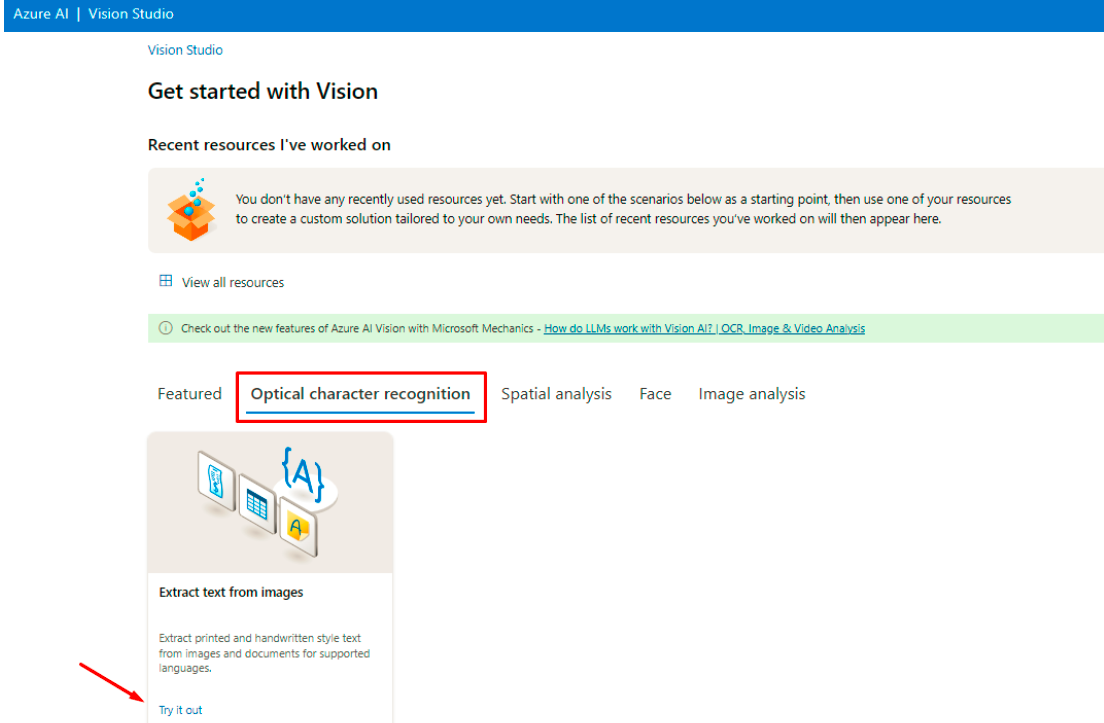 Azure AI | Vision Studio
Vision Studio
Get started with Vision
Recent resources I've worked on
You don't have any recently used resources yet. Start with one of the scenarios below as a starting point, then use one of your resources
to create a custom solution tailored to your own needs. The list of recent resources you've worked on will then appear here.
View all resources
Check out the new features of Azure AI Vision with Microsoft Mechanics - How do LLMs work with Vision AI? | OCR, Image & Video Analysis
Featured Optical character recognition Spatial analysis Face Image analysis
{A}
A
Extract text from images
Extract printed and handwritten style text
from images and documents for supported
languages.
Try it out